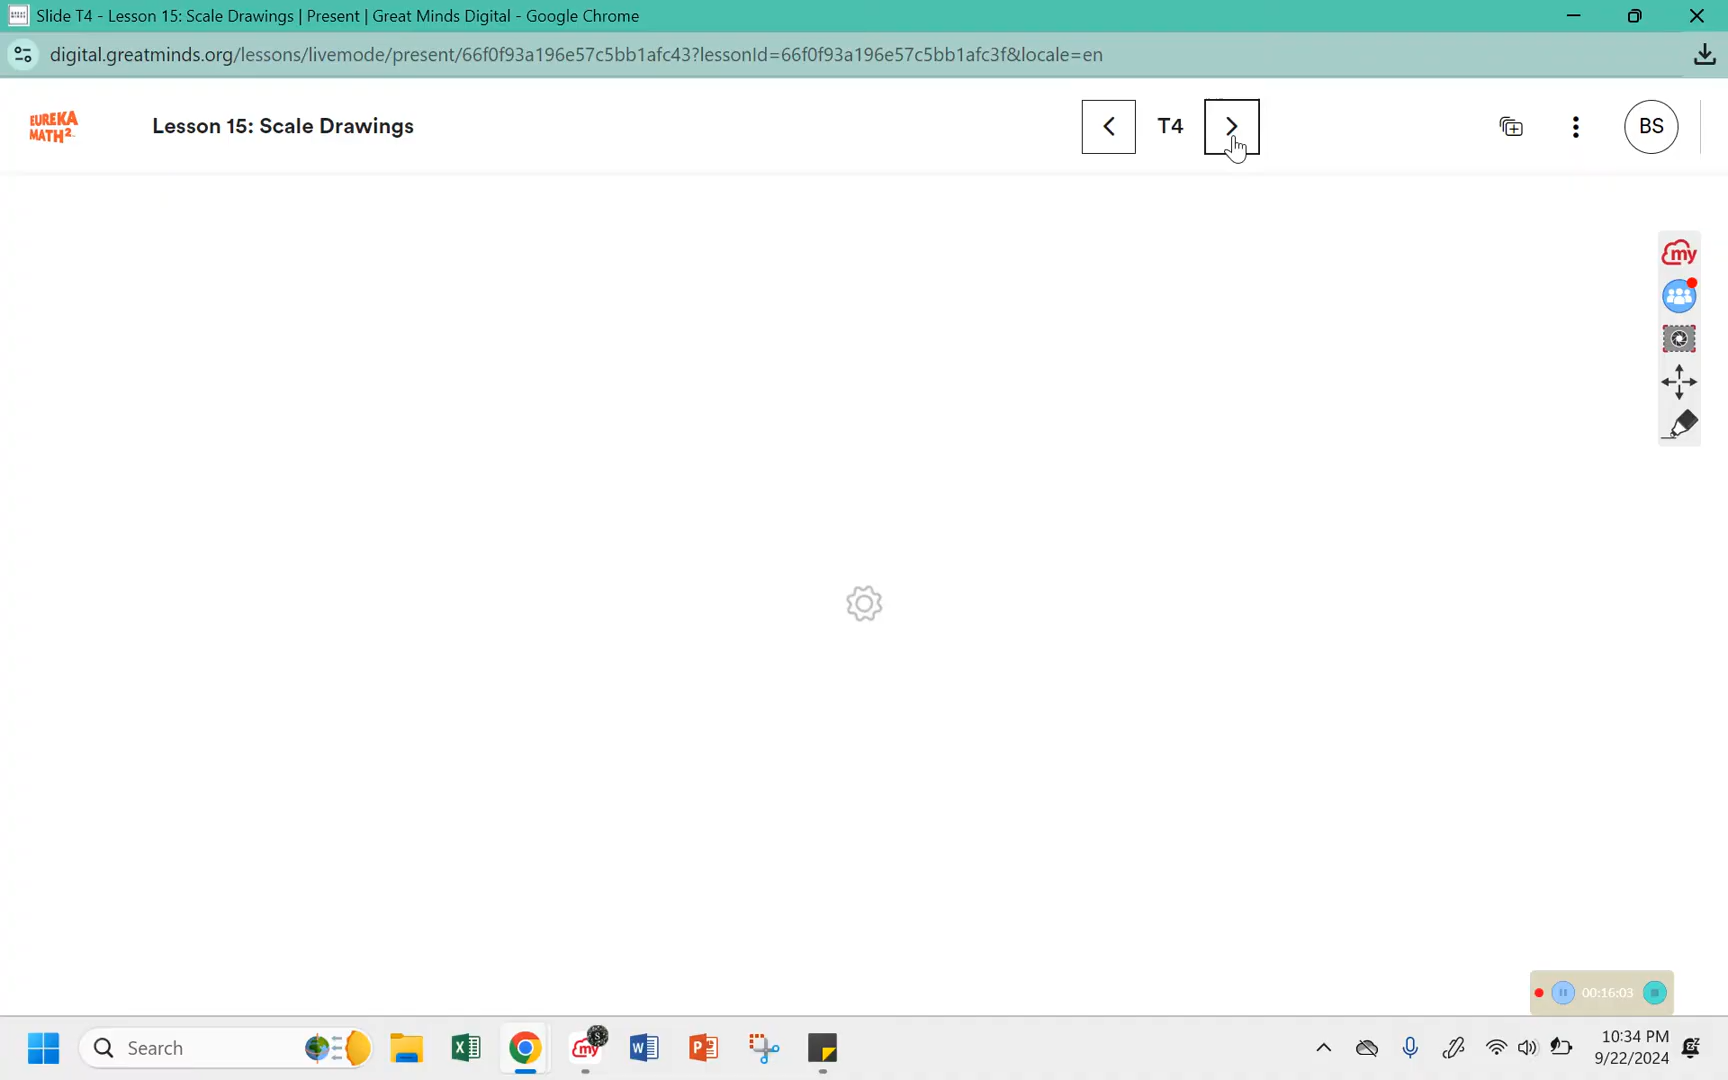 Slide T4 - Lesson 15: Scale Drawings | Present | Great Minds Digital - Google Chrome
digital.greatminds.org/lessons/livemode/present/66f0f93a196e57c5bb1afc43?lessonId=66f0f93a196e57c5bb1afc3f&locale=en
EUREKA
MATH²
Lesson 15: Scale Drawings
T4
BS
my
00:16:03
Search
my
10:34 PM
9/22/2024